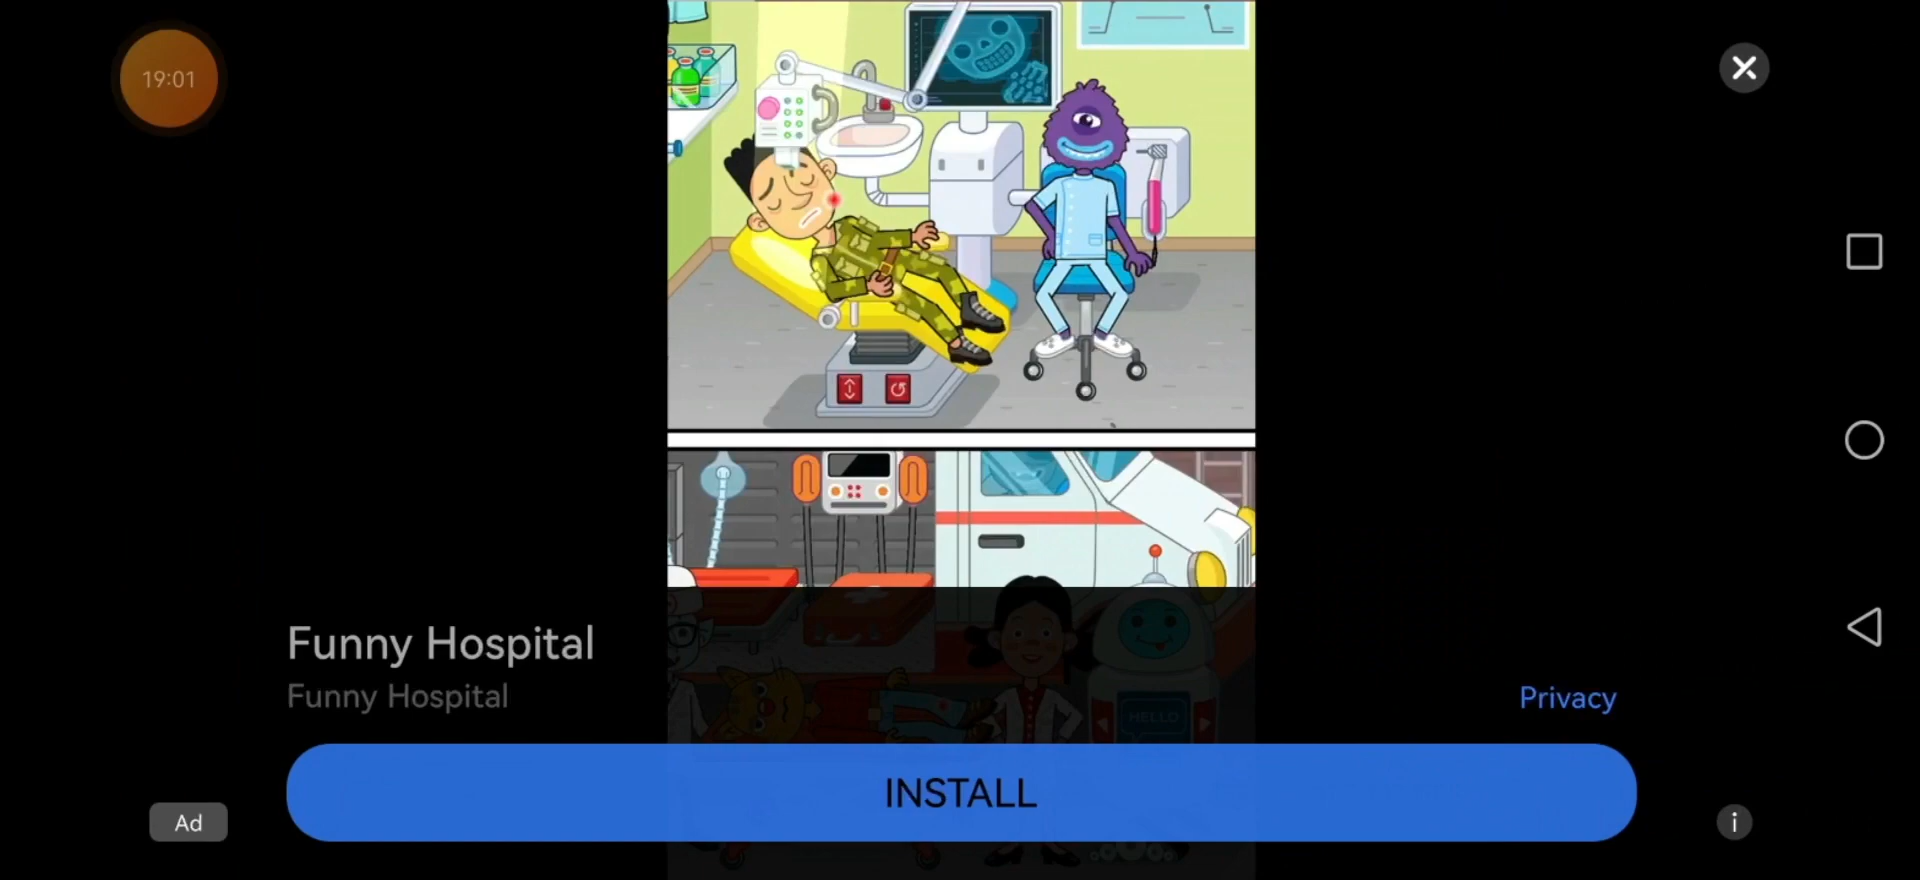 19:01
Funny Hospital
Funny Hospital
Privacy
HELLO
INSTALL
Ad
i